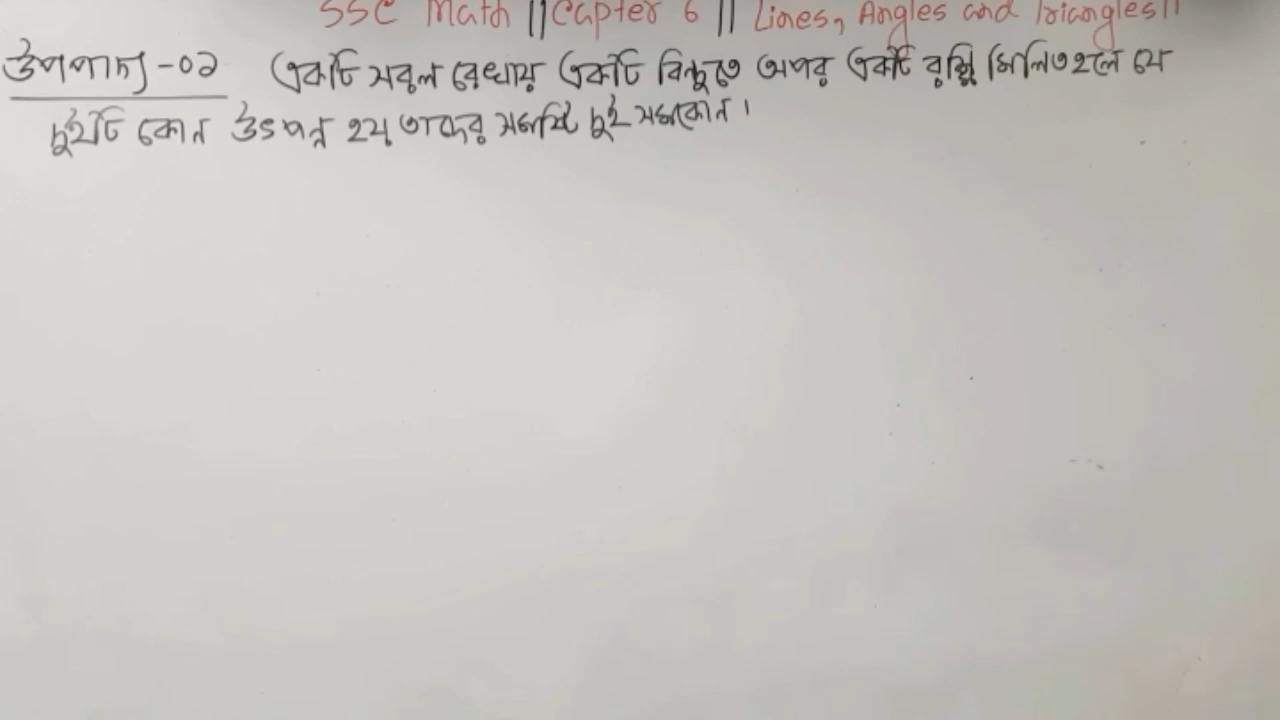 SSC Math || Capter 6 || Lines, Angles and Triangles ||
উপপাদ্য -০১ একটি সরল রেখায় একটি বিন্দুতে অপর একটি রশ্মি মিলিত হলে যে
দুইটি কোন উৎপন্ন হয় তাদের সমষ্টি দুই সমকোন।